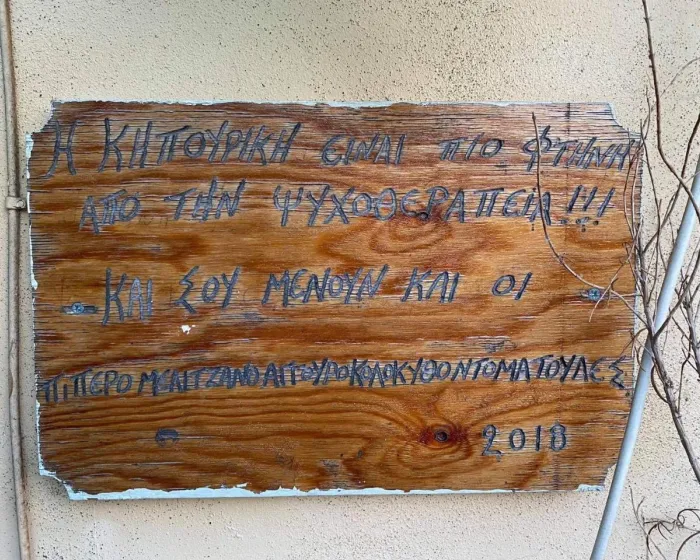 Η ΚΗΠΟΥΡΙΚΗ ΕΙΝΑΙ ΠΙΟ ΦΤΗΝΗ
ΑΠΟ ΤΗΝ ΨΥΧΟΘΕΡΑΠΕΙΑ!!!
ΚΑΙ ΣΟΥ ΜΕΝΟΥΝ ΚΑΙ ΟΙ
ΠΙΠΕΡΟΜΕΛΙΤΖΑΝΟΑΓΓΟΥΡΟΚΟΛΟΚΥΘΟΝΤΟΜΑΤΟΥΛΕΣ
2018